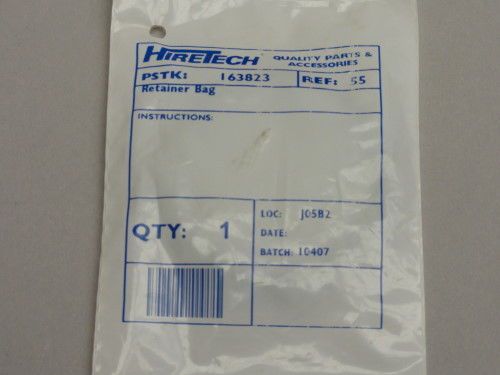 HIRETECH
QUALITY PARTS &
ACCESSORIES
PSTK: 163823 REF: 55
Retainer Bag
INSTRUCTIONS:
QTY: 1
LOC: J05B2
DATE:
BATCH: 10407